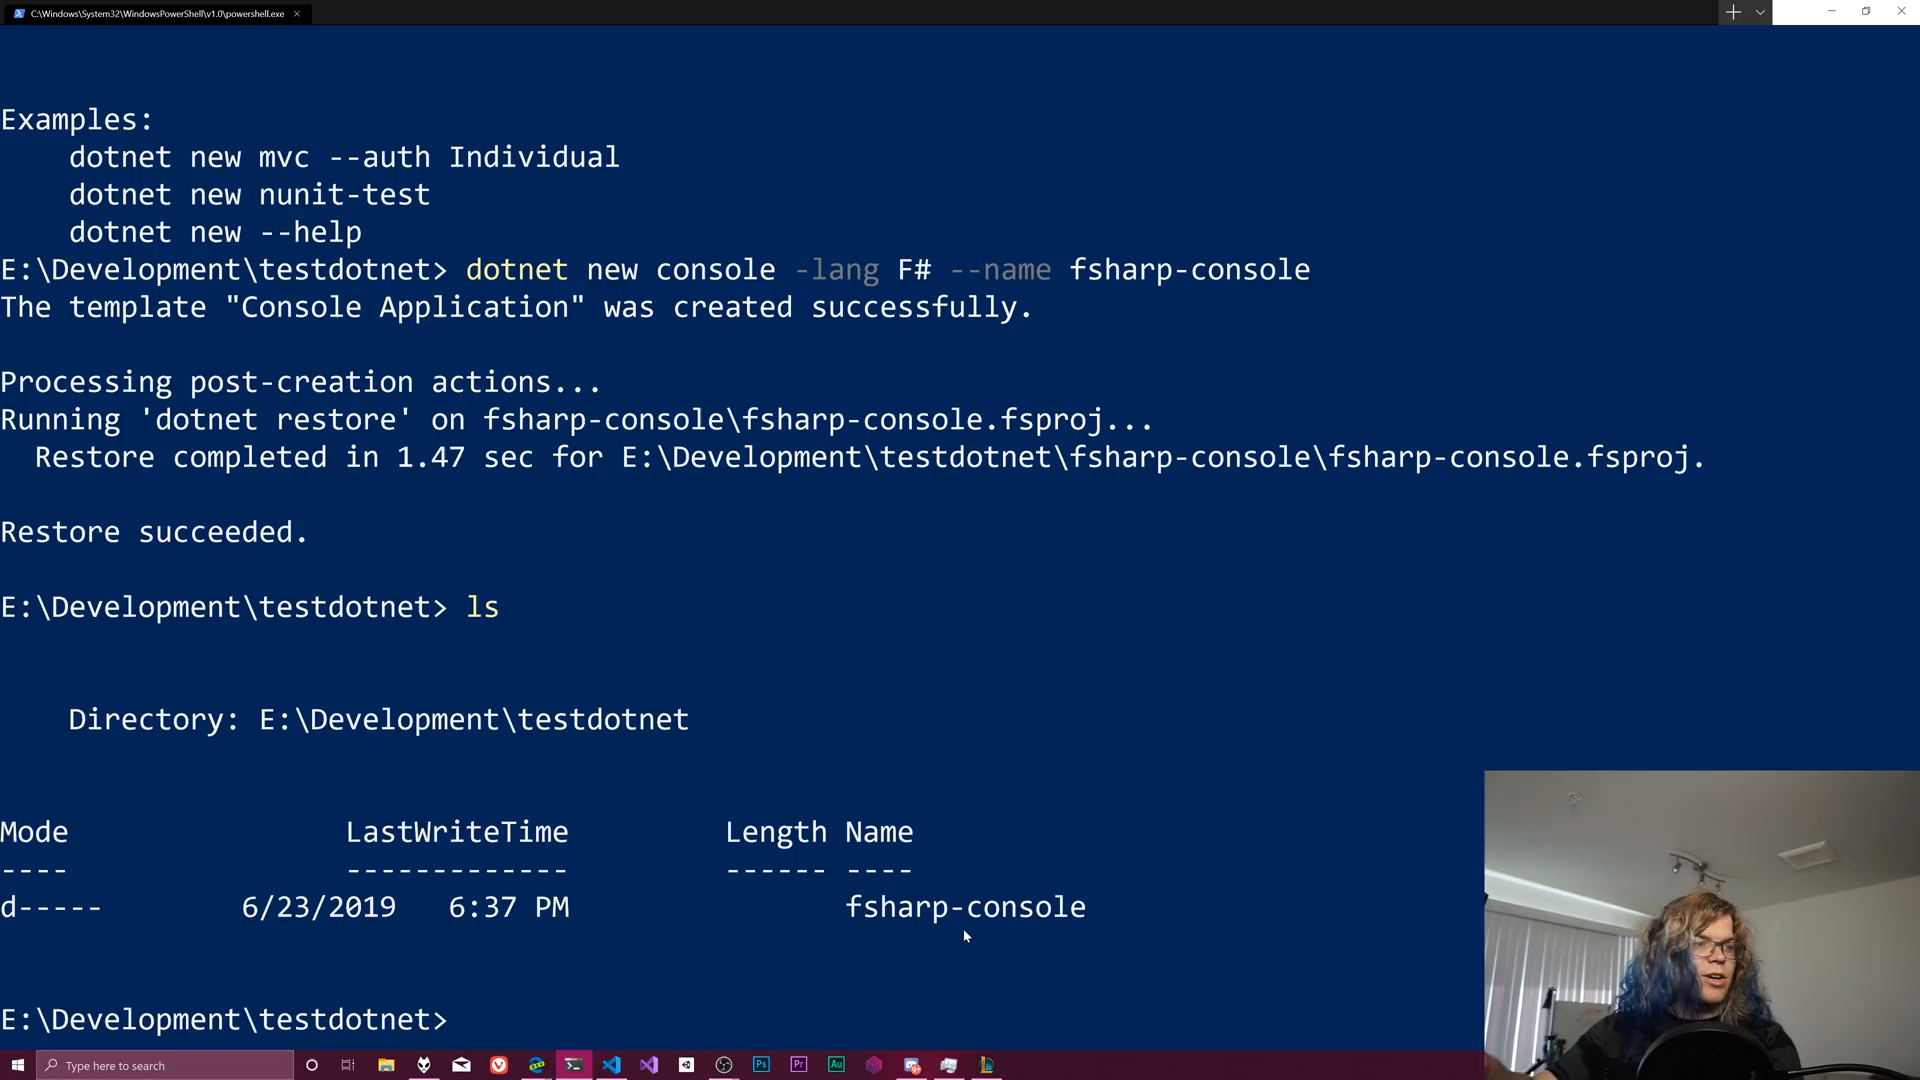 C:\Windows\System32\WindowsPowerShell\v1.0\powershell.exe
Examples:
dotnet new mvc --auth Individual
dotnet new nunit-test
dotnet new --help
E:\Development\testdotnet> dotnet new console -lang F# --name fsharp-console
The template "Console Application" was created successfully.
Processing post-creation actions...
Running 'dotnet restore' on fsharp-console\fsharp-console.fsproj...
Restore completed in 1.47 sec for E:\Development\testdotnet\fsharp-console\fsharp-console.fsproj.
Restore succeeded.
E:\Development\testdotnet> ls
Directory: E:\Development\testdotnet
Mode LastWriteTime Length Name
---- ------------- ------ ----
d----- 6/23/2019 6:37 PM fsharp-console
E:\Development\testdotnet>
Type here to search
Ps
Pr
Au